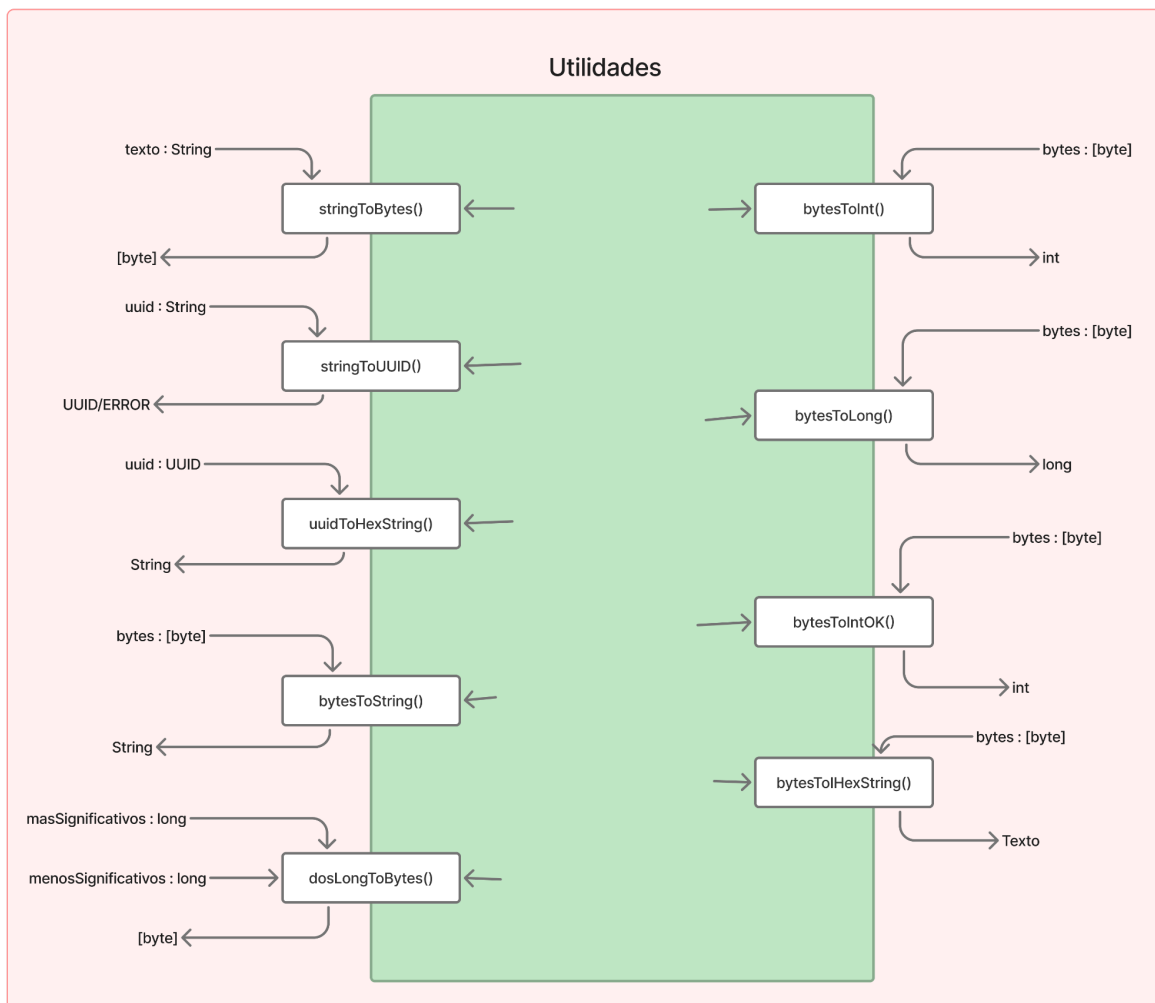 Utilidades
texto : String
stringToBytes()
[byte]
uuid : String
stringToUUID()
UUID/ERROR
uuid : UUID
uuidToHexString()
String
bytes : [byte]
bytesToString()
String
masSignificativos : long
menosSignificativos : long
dosLongToBytes()
[byte]
bytes : [byte]
bytesToInt()
int
bytes : [byte]
bytesToLong()
long
bytes : [byte]
bytesToIntOK()
int
bytes : [byte]
bytesToIHexString()
Texto